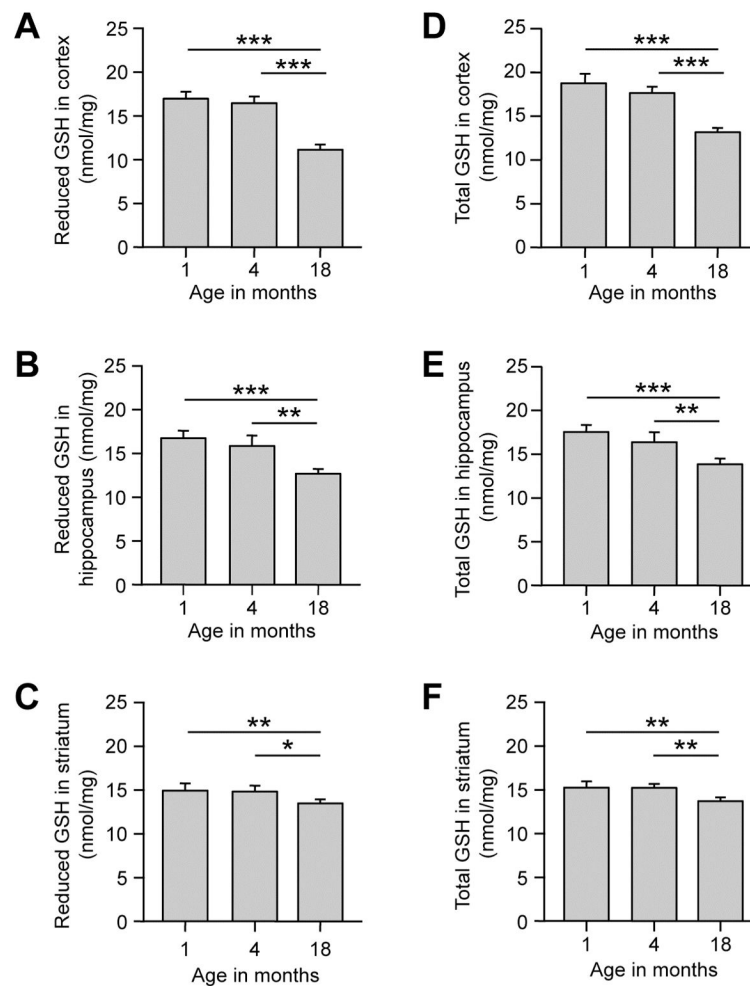 A
Reduced GSH in cortex
(nmol/mg)
25
20
15
10
5
0
***
***
1 4 18
Age in months
D
Total GSH in cortex
(nmol/mg)
25
20
15
10
5
0
***
***
1 4 18
Age in months
B
Reduced GSH in
hippocampus (nmol/mg)
25
20
15
10
5
0
***
**
1 4 18
Age in months
E
Total GSH in hippocampus
(nmol/mg)
25
20
15
10
5
0
***
**
1 4 18
Age in months
C
Reduced GSH in striatum
(nmol/mg)
25
20
15
10
5
0
**
*
1 4 18
Age in months
F
Total GSH in striatum
(nmol/mg)
25
20
15
10
5
0
**
**
1 4 18
Age in months